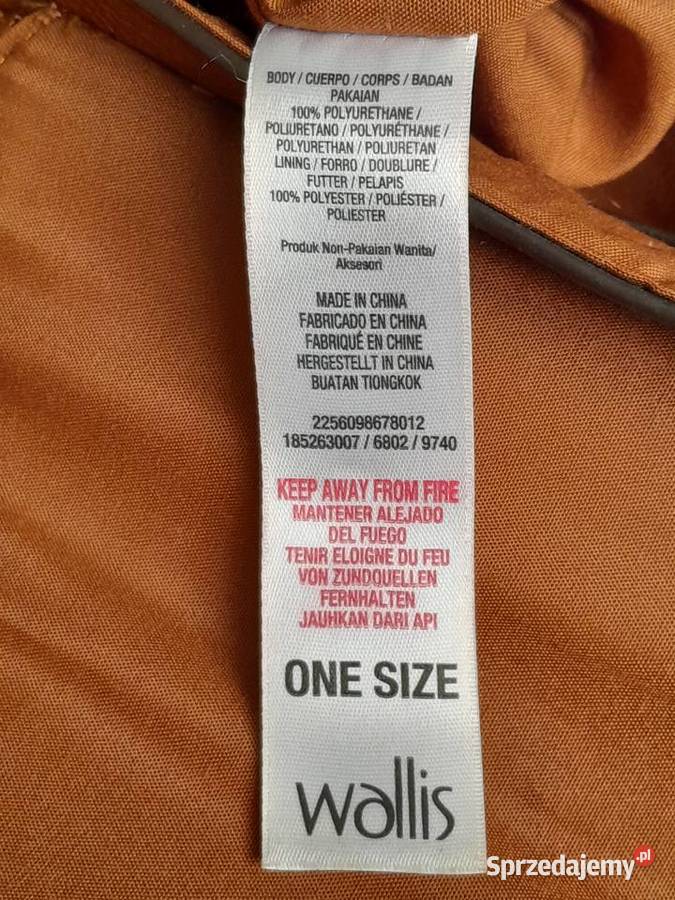 BODY / CUERPO / CORPS / BADAN
PAKAIAN
100% POLYURETHANE /
POLIURETANO / POLYURÉTHANE /
POLYURETHAN / POLIURETAN
LINING / FORRO / DOUBLURE /
FUTTER / PELAPIS
100% POLYESTER / POLIÉSTER /
POLIESTER
Produk Non-Pakaian Wanita/
Aksesori
MADE IN CHINA
FABRICADO EN CHINA
FABRIQUÉ EN CHINE
HERGESTELLT IN CHINA
BUATAN TIONGKOK
2256098678012
185263007 / 6802 / 9740
KEEP AWAY FROM FIRE
MANTENER ALEJADO
DEL FUEGO
TENIR ELOIGNE DU FEU
VON ZUNDQUELLEN
FERNHALTEN
JAUHKAN DARI API
ONE SIZE
wallis
Sprzedajemy.pl